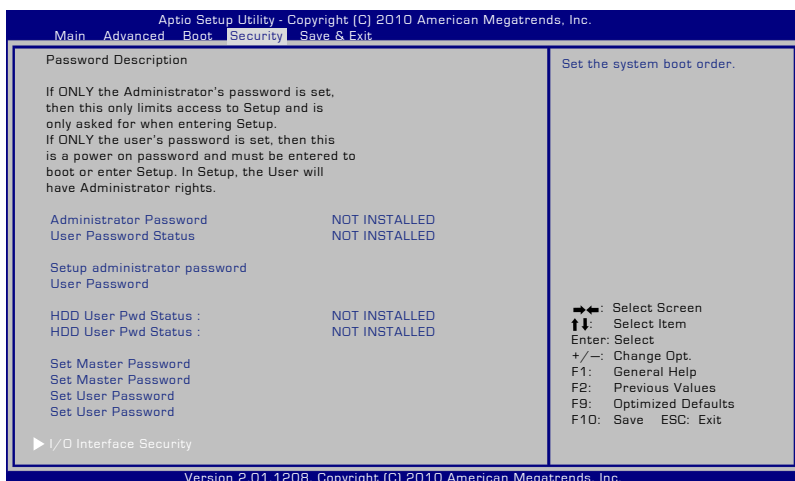 Aptio Setup Utility - Copyright (C) 2010 American Megatrends, Inc.
Main Advanced Boot Security Save & Exit
Password Description
If ONLY the Administrator's password is set,
then this only limits access to Setup and is
only asked for when entering Setup.
If ONLY the user's password is set, then this
is a power on password and must be entered to
boot or enter Setup. In Setup, the User will
have Administrator rights.
Administrator Password NOT INSTALLED
User Password Status NOT INSTALLED
Setup administrator password
User Password
HDD User Pwd Status : NOT INSTALLED
HDD User Pwd Status : NOT INSTALLED
Set Master Password
Set Master Password
Set User Password
Set User Password
I/O Interface Security
Set the system boot order.
→←: Select Screen
↑↓: Select Item
Enter: Select
+/—: Change Opt.
F1: General Help
F2: Previous Values
F9: Optimized Defaults
F10: Save ESC: Exit
Version 2.01.1208. Copyright (C) 2010 American Megatrends, Inc.